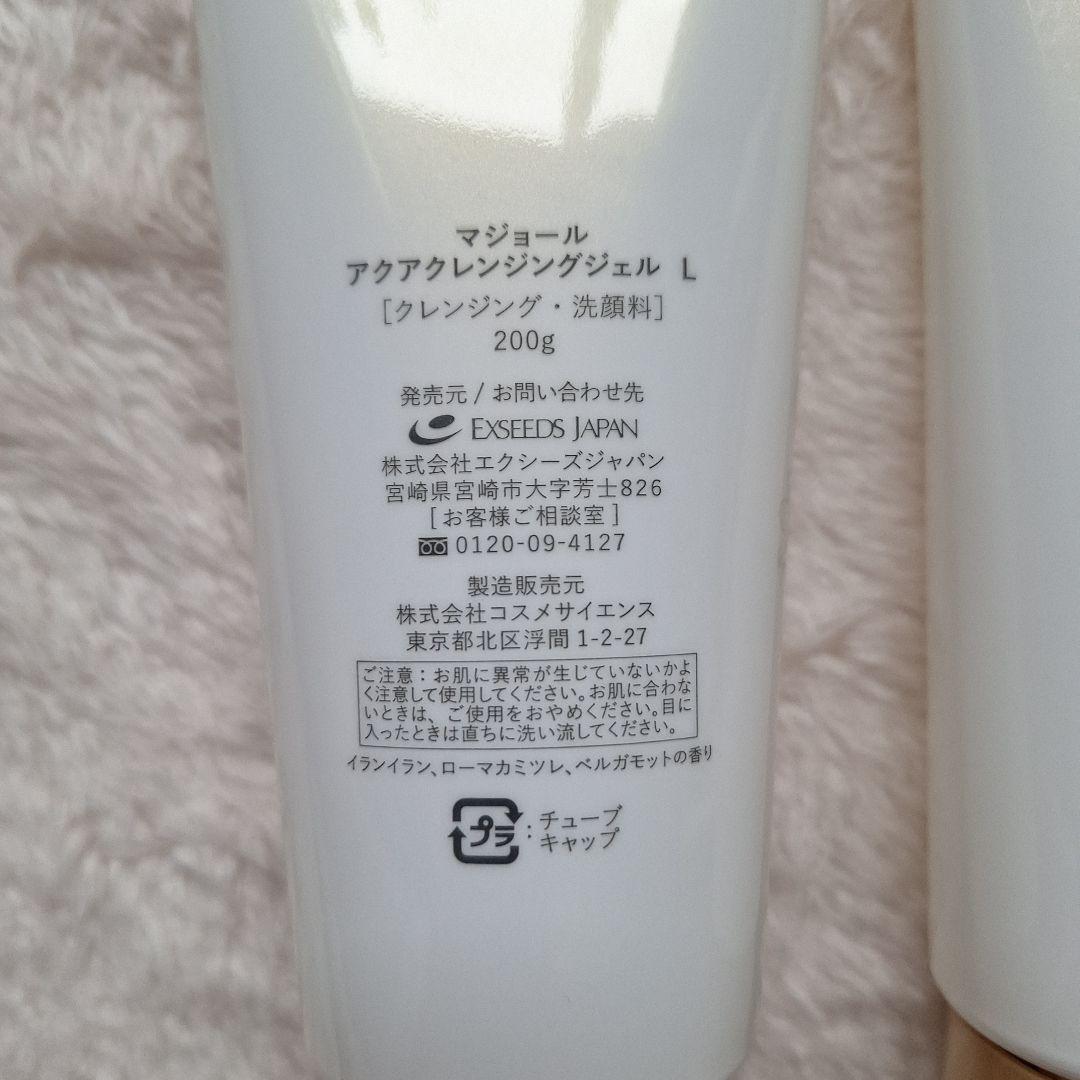 マジョール
アクアクレンジングジェル L
[クレンジング・洗顔料]
200g
発売元 / お問い合わせ先
EXSEEDS JAPAN
株式会社エクシーズジャパン
宮崎県宮崎市大字芳士826
[お客様ご相談室]
0120-09-4127
製造販売元
株式会社コスメサイエンス
東京都北区浮間 1-2-27
ご注意：お肌に異常が生じていないかよ
く注意して使用してください。お肌に合わな
いときは、ご使用をおやめください。目に
入ったときは直ちに洗い流してください。
イランイラン、ローマカミツレ、ベルガモットの香り
プラ : チューブ
キャップ